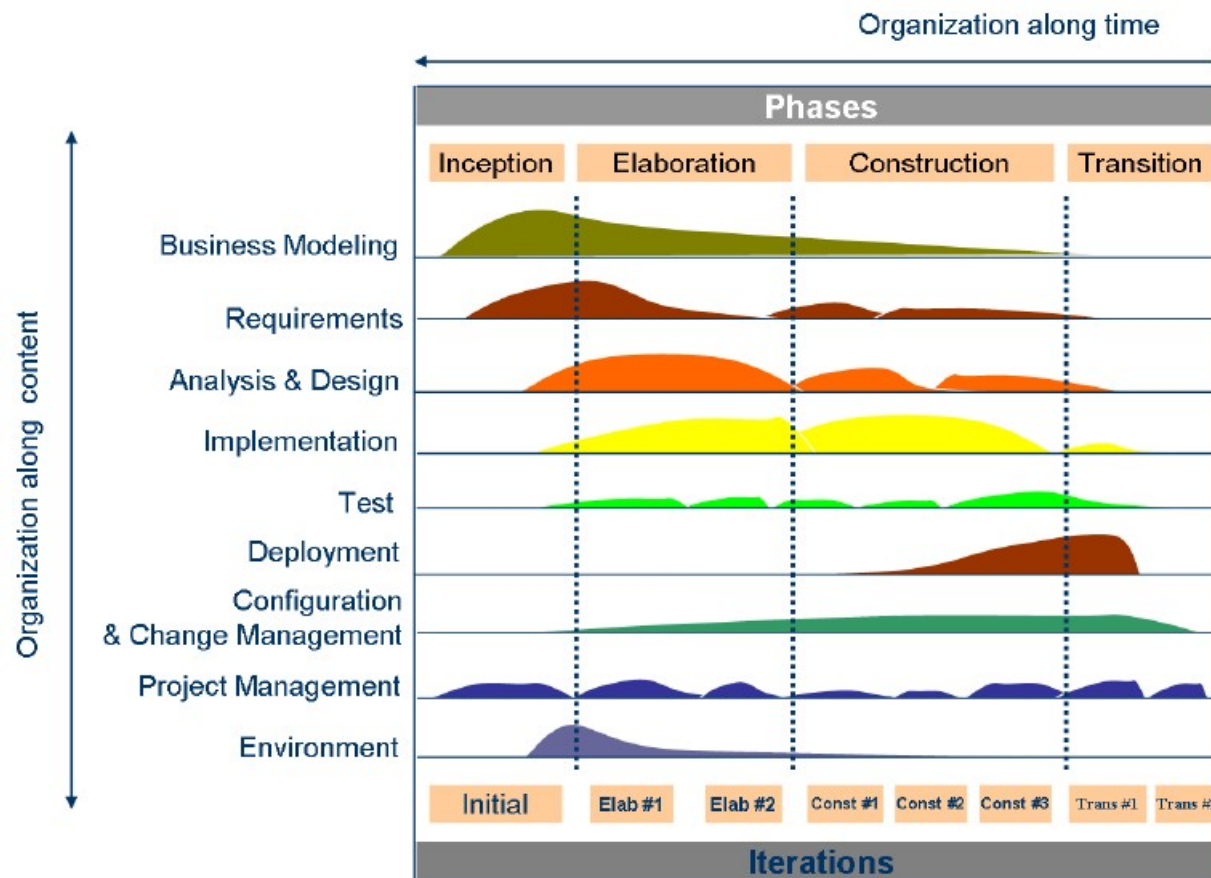 Organization along time
Phases
Inception
Elaboration
Construction
Transition
Organization along content
Business Modeling
Requirements
Analysis & Design
Implementation
Test
Deployment
Configuration
& Change Management
Project Management
Environment
Initial
Elab #1
Elab #2
Const #1
Const #2
Const #3
Trans #1
Trans #
Iterations